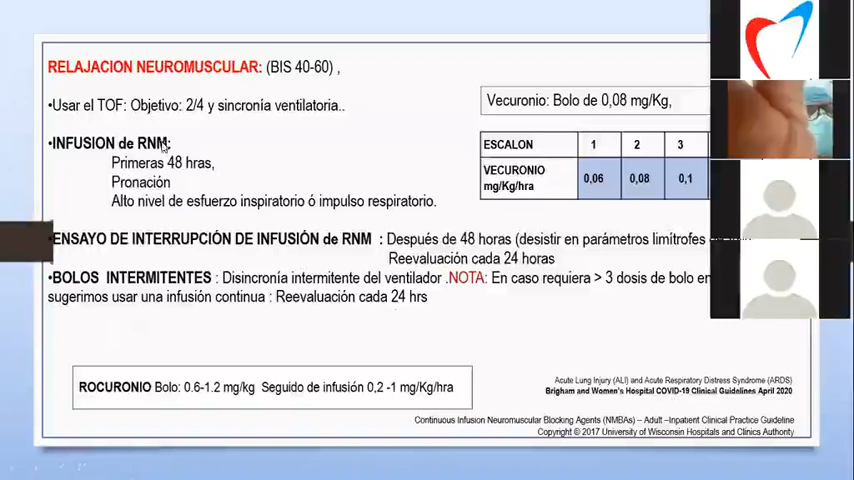 RELAJACION NEUROMUSCULAR: (BIS 40-60) ,
•Usar el TOF: Objetivo: 2/4 y sincronía ventilatoria..
Vecuronio: Bolo de 0,08 mg/Kg,
•INFUSION de RNM:
Primeras 48 hras,
Pronación
Alto nivel de esfuerzo inspiratorio ó impulso respiratorio.
ESCALON 1 2 3
VECURONIO mg/Kg/hra 0,06 0,08 0,1
•ENSAYO DE INTERRUPCIÓN DE INFUSIÓN de RNM : Después de 48 horas (desistir en parámetros limítrofes
Reevaluación cada 24 horas
•BOLOS INTERMITENTES : Disincronía intermitente del ventilador .NOTA: En caso requiera > 3 dosis de bolo en
sugerimos usar una infusión continua : Reevaluación cada 24 hrs
ROCURONIO Bolo: 0.6-1.2 mg/kg Seguido de infusión 0,2 -1 mg/Kg/hra
Acute Lung Injury (ALI) and Acute Respiratory Distress Syndrome (ARDS)
Brigham and Women's Hospital COVID-19 Clinical Guidelines April 2020
Continuous Infusion Neuromuscular Blocking Agents (NMBAs) – Adult –Inpatient Clinical Practice Guideline
Copyright © 2017 University of Wisconsin Hospitals and Clinics Authority